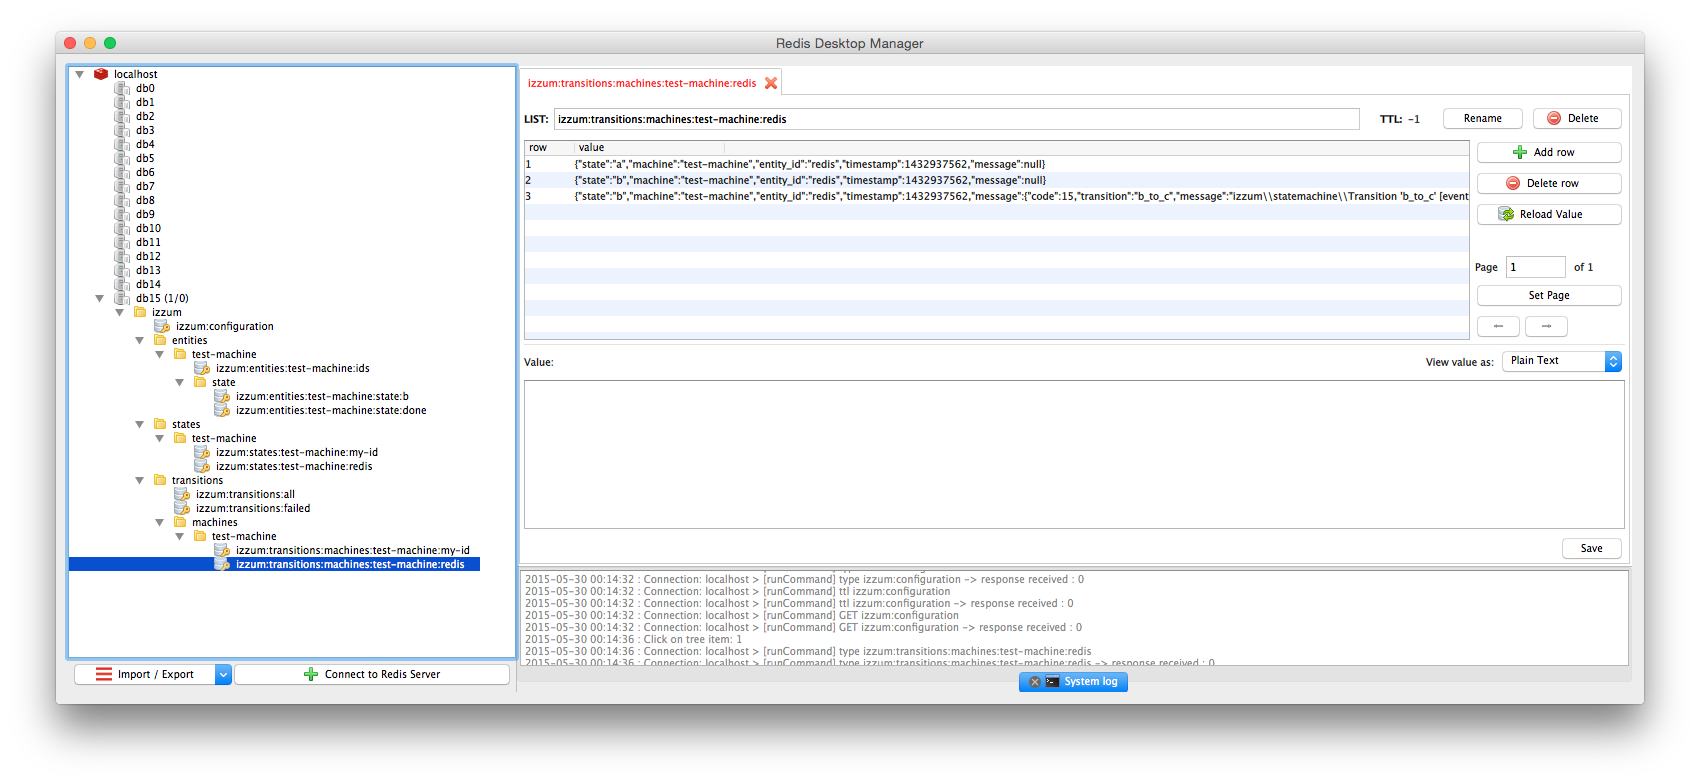 Redis Desktop Manager
localhost
db0
db1
db2
db3
db4
db5
db6
db7
db8
db9
db10
db11
db12
db13
db14
db15 (1/0)
izzum
izzum:configuration
entities
test-machine
izzum:entities:test-machine:ids
state
izzum:entities:test-machine:state:b
izzum:entities:test-machine:state:done
states
test-machine
izzum:states:test-machine:my-id
izzum:states:test-machine:redis
transitions
izzum:transitions:all
izzum:transitions:failed
machines
test-machine
izzum:transitions:machines:test-machine:my-id
izzum:transitions:machines:test-machine:redis
Import / Export
Connect to Redis Server
izzum:transitions:machines:test-machine:redis
LIST: izzum:transitions:machines:test-machine:redis TTL: -1 Rename Delete
row value
1 {"state":"a","machine":"test-machine","entity_id":"redis","timestamp":1432937562,"message":null}
2 {"state":"b","machine":"test-machine","entity_id":"redis","timestamp":1432937562,"message":null}
3 {"state":"b","machine":"test-machine","entity_id":"redis","timestamp":1432937562,"message":{"code":15,"transition":"b_to_c","message":"izzum\\statemachine\\Transition 'b_to_c' [event
Add row
Delete row
Reload Value
Page 1 of 1
Set Page
Value:
View value as: Plain Text
Save
2015-05-30 00:14:32 : Connection: localhost > [runCommand] type izzum:configuration -> response received : 0
2015-05-30 00:14:32 : Connection: localhost > [runCommand] ttl izzum:configuration
2015-05-30 00:14:32 : Connection: localhost > [runCommand] ttl izzum:configuration -> response received : 0
2015-05-30 00:14:32 : Connection: localhost > [runCommand] GET izzum:configuration
2015-05-30 00:14:32 : Connection: localhost > [runCommand] GET izzum:configuration -> response received : 0
2015-05-30 00:14:36 : Click on tree item: 1
2015-05-30 00:14:36 : Connection: localhost > [runCommand] type izzum:transitions:machines:test-machine:redis
2015-05-30 00:14:36 : Connection: localhost > [runCommand] type izzum:transitions:machines:test-machine:redis -> response received : 0
System log